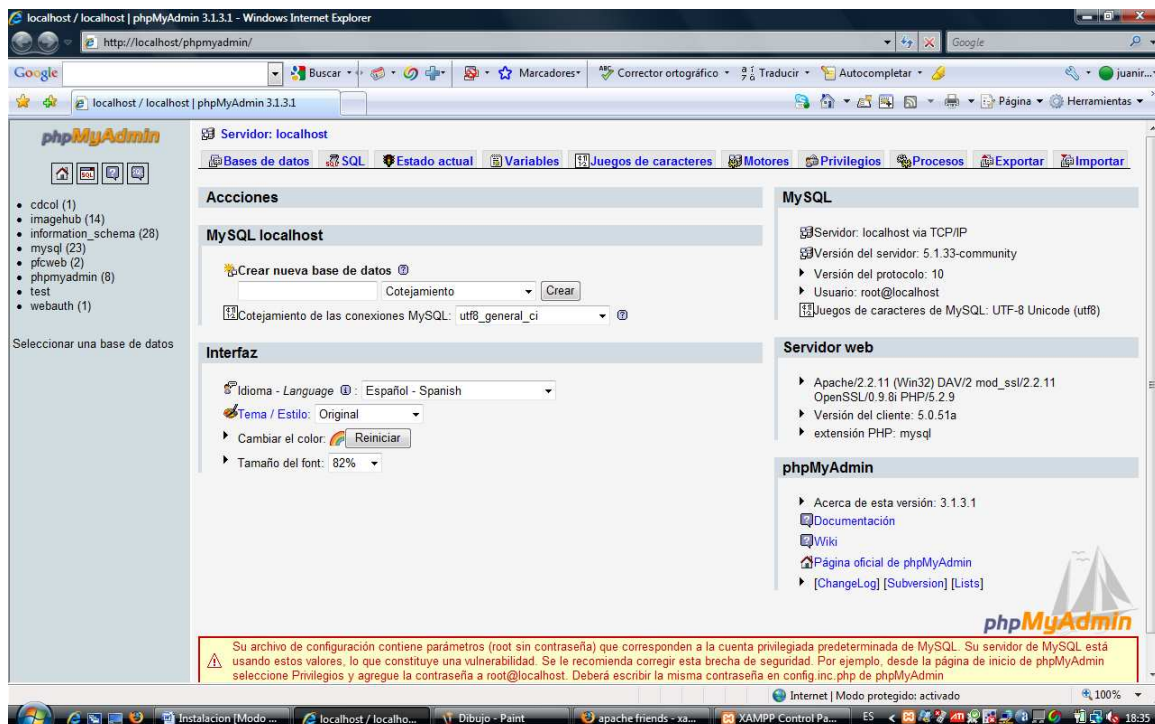 localhost / localhost | phpMyAdmin 3.1.3.1 - Windows Internet Explorer
http://localhost/phpmyadmin/
Google
Google
Buscar
Marcadores
Corrector ortográfico
Traducir
Autocompletar
juanir...
localhost / localhost | phpMyAdmin 3.1.3.1
Página
Herramientas
phpMyAdmin
SQL
cdcol (1)
imagehub (14)
information_schema (28)
mysql (23)
pfcweb (2)
phpmyadmin (8)
test
webauth (1)
Seleccionar una base de datos
Servidor: localhost
Bases de datos SQL Estado actual Variables Juegos de caracteres Motores Privilegios Procesos Exportar Importar
Accciones
MySQL localhost
Crear nueva base de datos
Cotejamiento Crear
Cotejamiento de las conexiones MySQL: utf8_general_ci
Interfaz
Idioma - Language : Español - Spanish
Tema / Estilo: Original
Cambiar el color: Reiniciar
Tamaño del font: 82%
MySQL
Servidor: localhost via TCP/IP
Versión del servidor: 5.1.33-community
Versión del protocolo: 10
Usuario: root@localhost
Juegos de caracteres de MySQL: UTF-8 Unicode (utf8)
Servidor web
Apache/2.2.11 (Win32) DAV/2 mod_ssl/2.2.11
OpenSSL/0.9.8i PHP/5.2.9
Versión del cliente: 5.0.51a
extensión PHP: mysql
phpMyAdmin
Acerca de esta versión: 3.1.3.1
Documentación
Wiki
Página oficial de phpMyAdmin
[ChangeLog] [Subversion] [Lists]
phpMyAdmin
Su archivo de configuración contiene parámetros (root sin contraseña) que corresponden a la cuenta privilegiada predeterminada de MySQL. Su servidor de MySQL está
usando estos valores, lo que constituye una vulnerabilidad. Se le recomienda corregir esta brecha de seguridad. Por ejemplo, desde la página de inicio de phpMyAdmin
seleccione Privilegios y agregue la contraseña a root@localhost. Deberá escribir la misma contraseña en config.inc.php de phpMyAdmin
Internet | Modo protegido: activado
100%
Instalacion [Modo ...
localhost / localho...
Dibujo - Paint
apache friends - xa...
XAMPP Control Pa...
ES
18:35